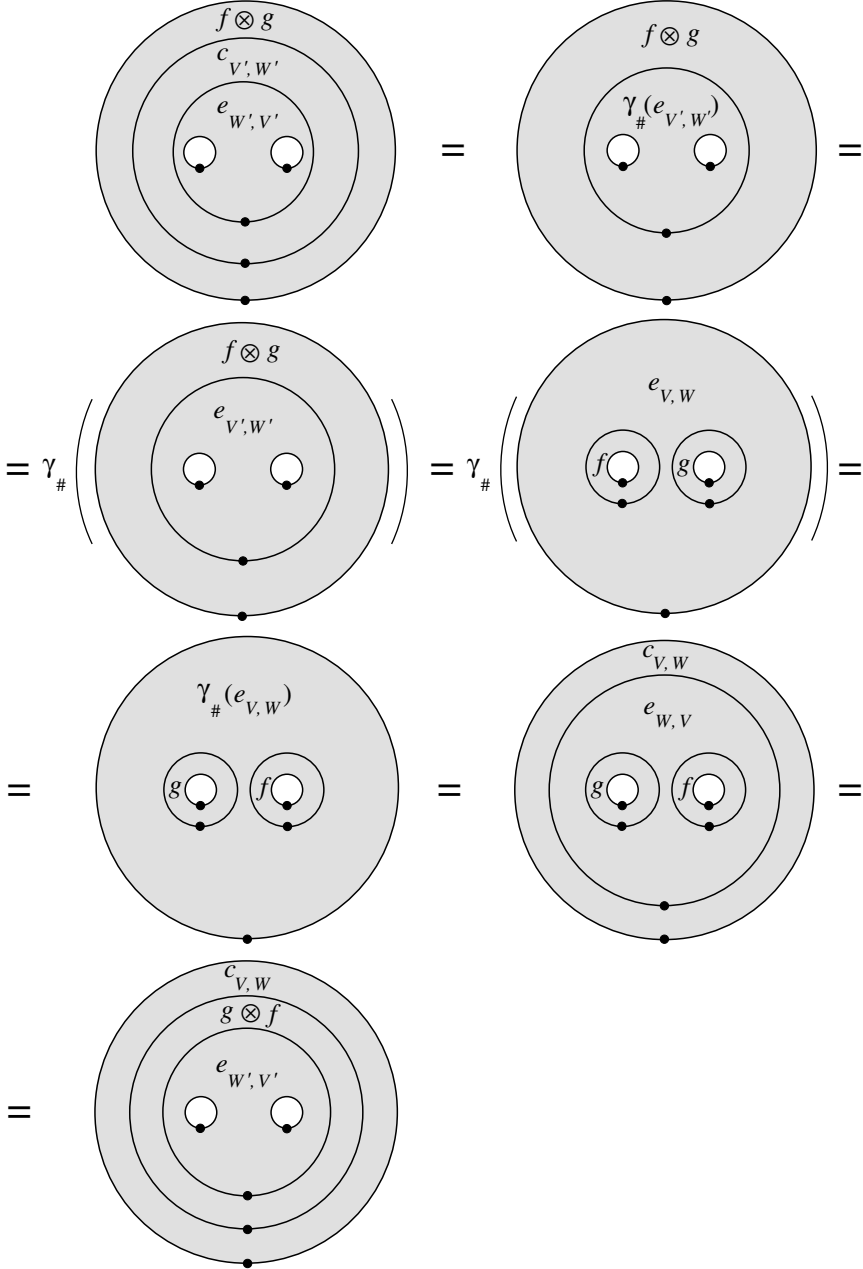 f ⊗ g f ⊗ g
c_{V',W'}
e_{W',V'} γ_#(e_{V',W'})
= =
f ⊗ g
e_{V',W'} e_{V,W}
= γ_# ( ) = γ_# ( f g ) =
c_{V,W}
γ_#(e_{V,W}) e_{W,V}
= g f = g f =
c_{V,W}
g ⊗ f
e_{W',V'}
=